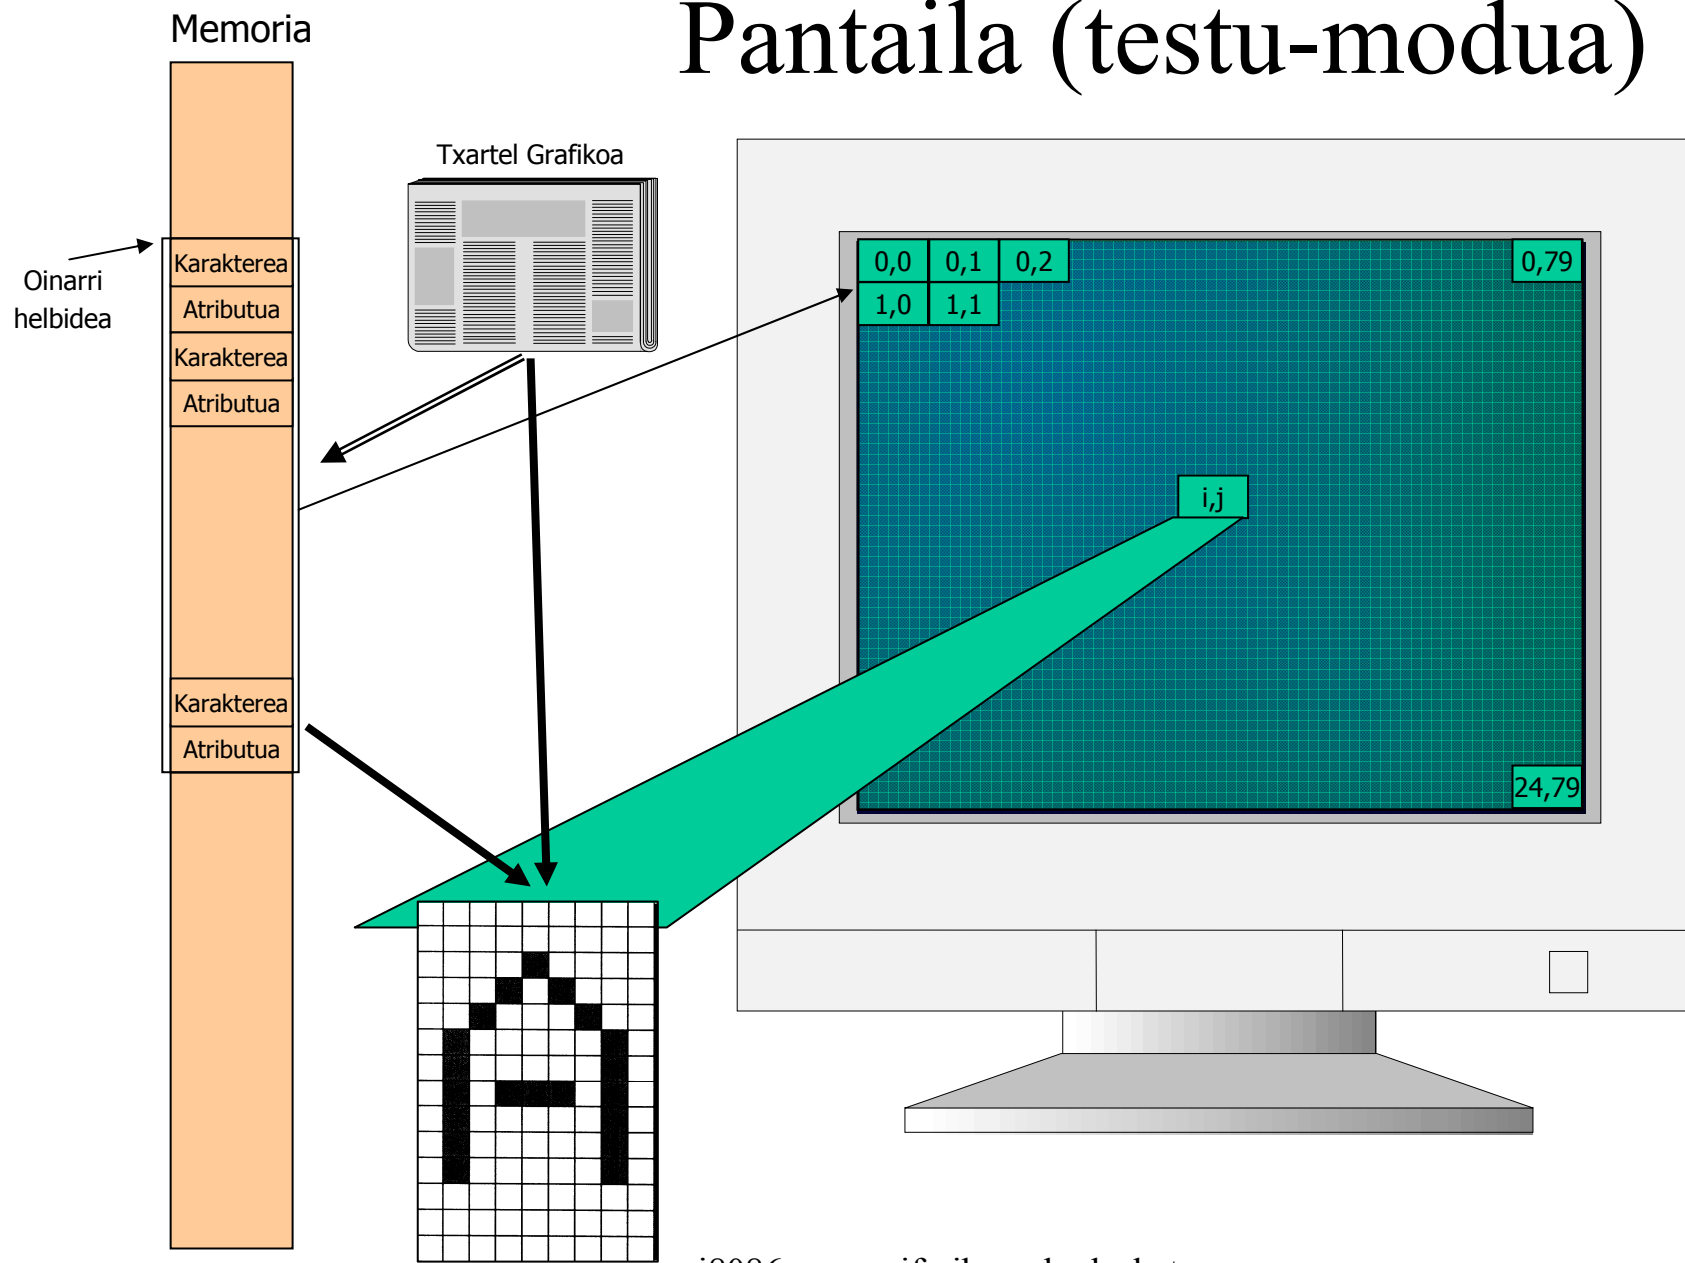 Pantaila (testu-modua)
Memoria
Txartel Grafikoa
Oinarri
helbidea
Karakterea
Atributua
Karakterea
Atributua
Karakterea
Atributua
0,0 0,1 0,2 0,79
1,0 1,1
i,j
24,79